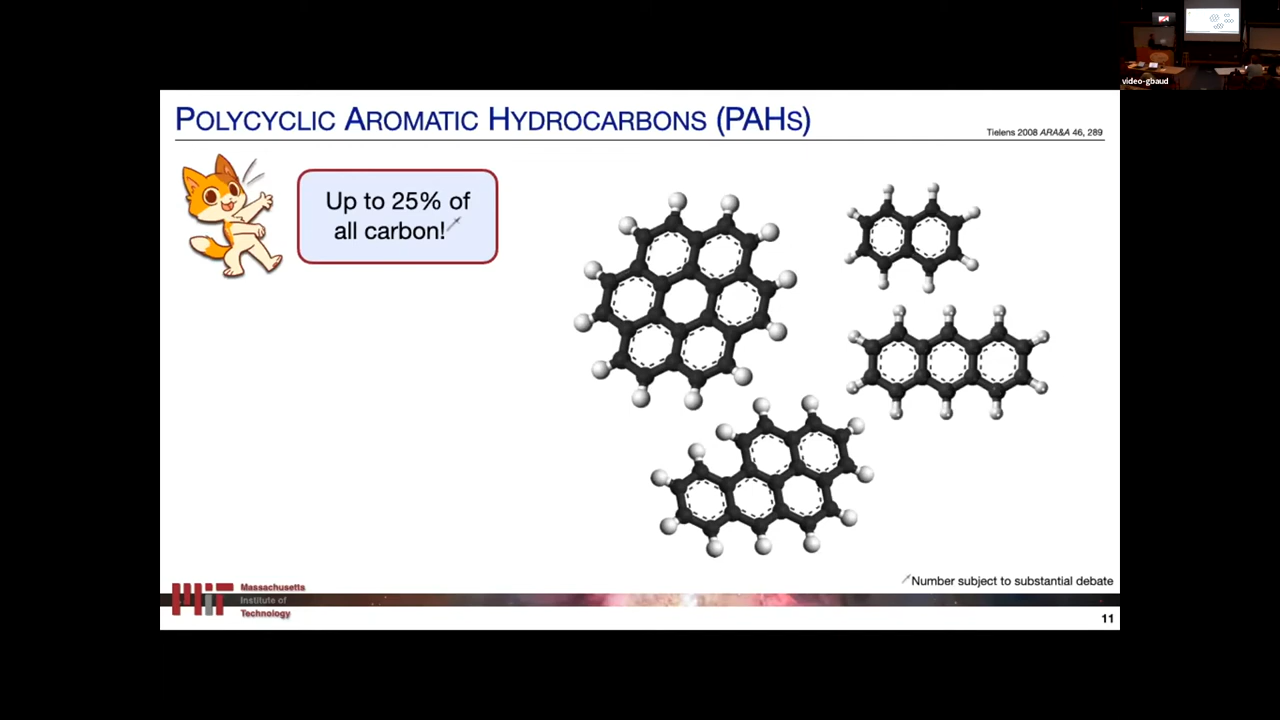 video-gbaud
POLYCYCLIC AROMATIC HYDROCARBONS (PAHS)
Tielens 2008 ARA&A 46, 289
Up to 25% of
all carbon!
Number subject to substantial debate
MIT
Massachusetts
Institute of
Technology
11